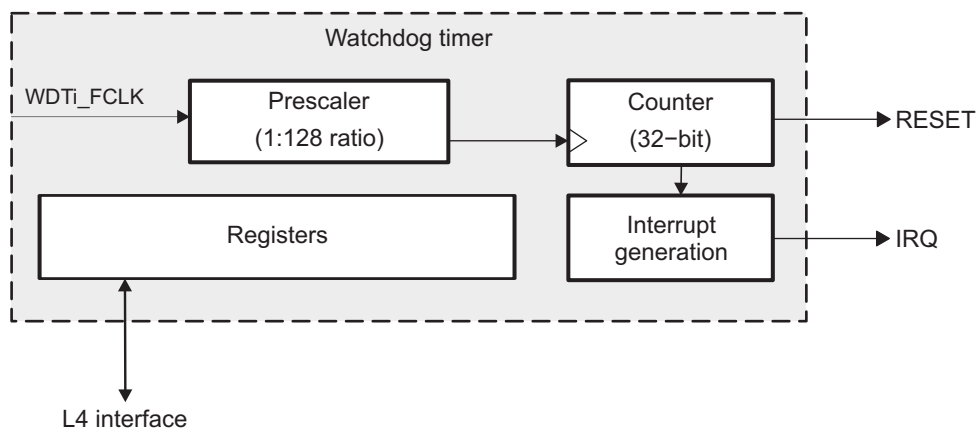 Watchdog timer
WDTi_FCLK
Prescaler
(1:128 ratio)
Counter
(32−bit)
RESET
Registers
Interrupt
generation
IRQ
L4 interface